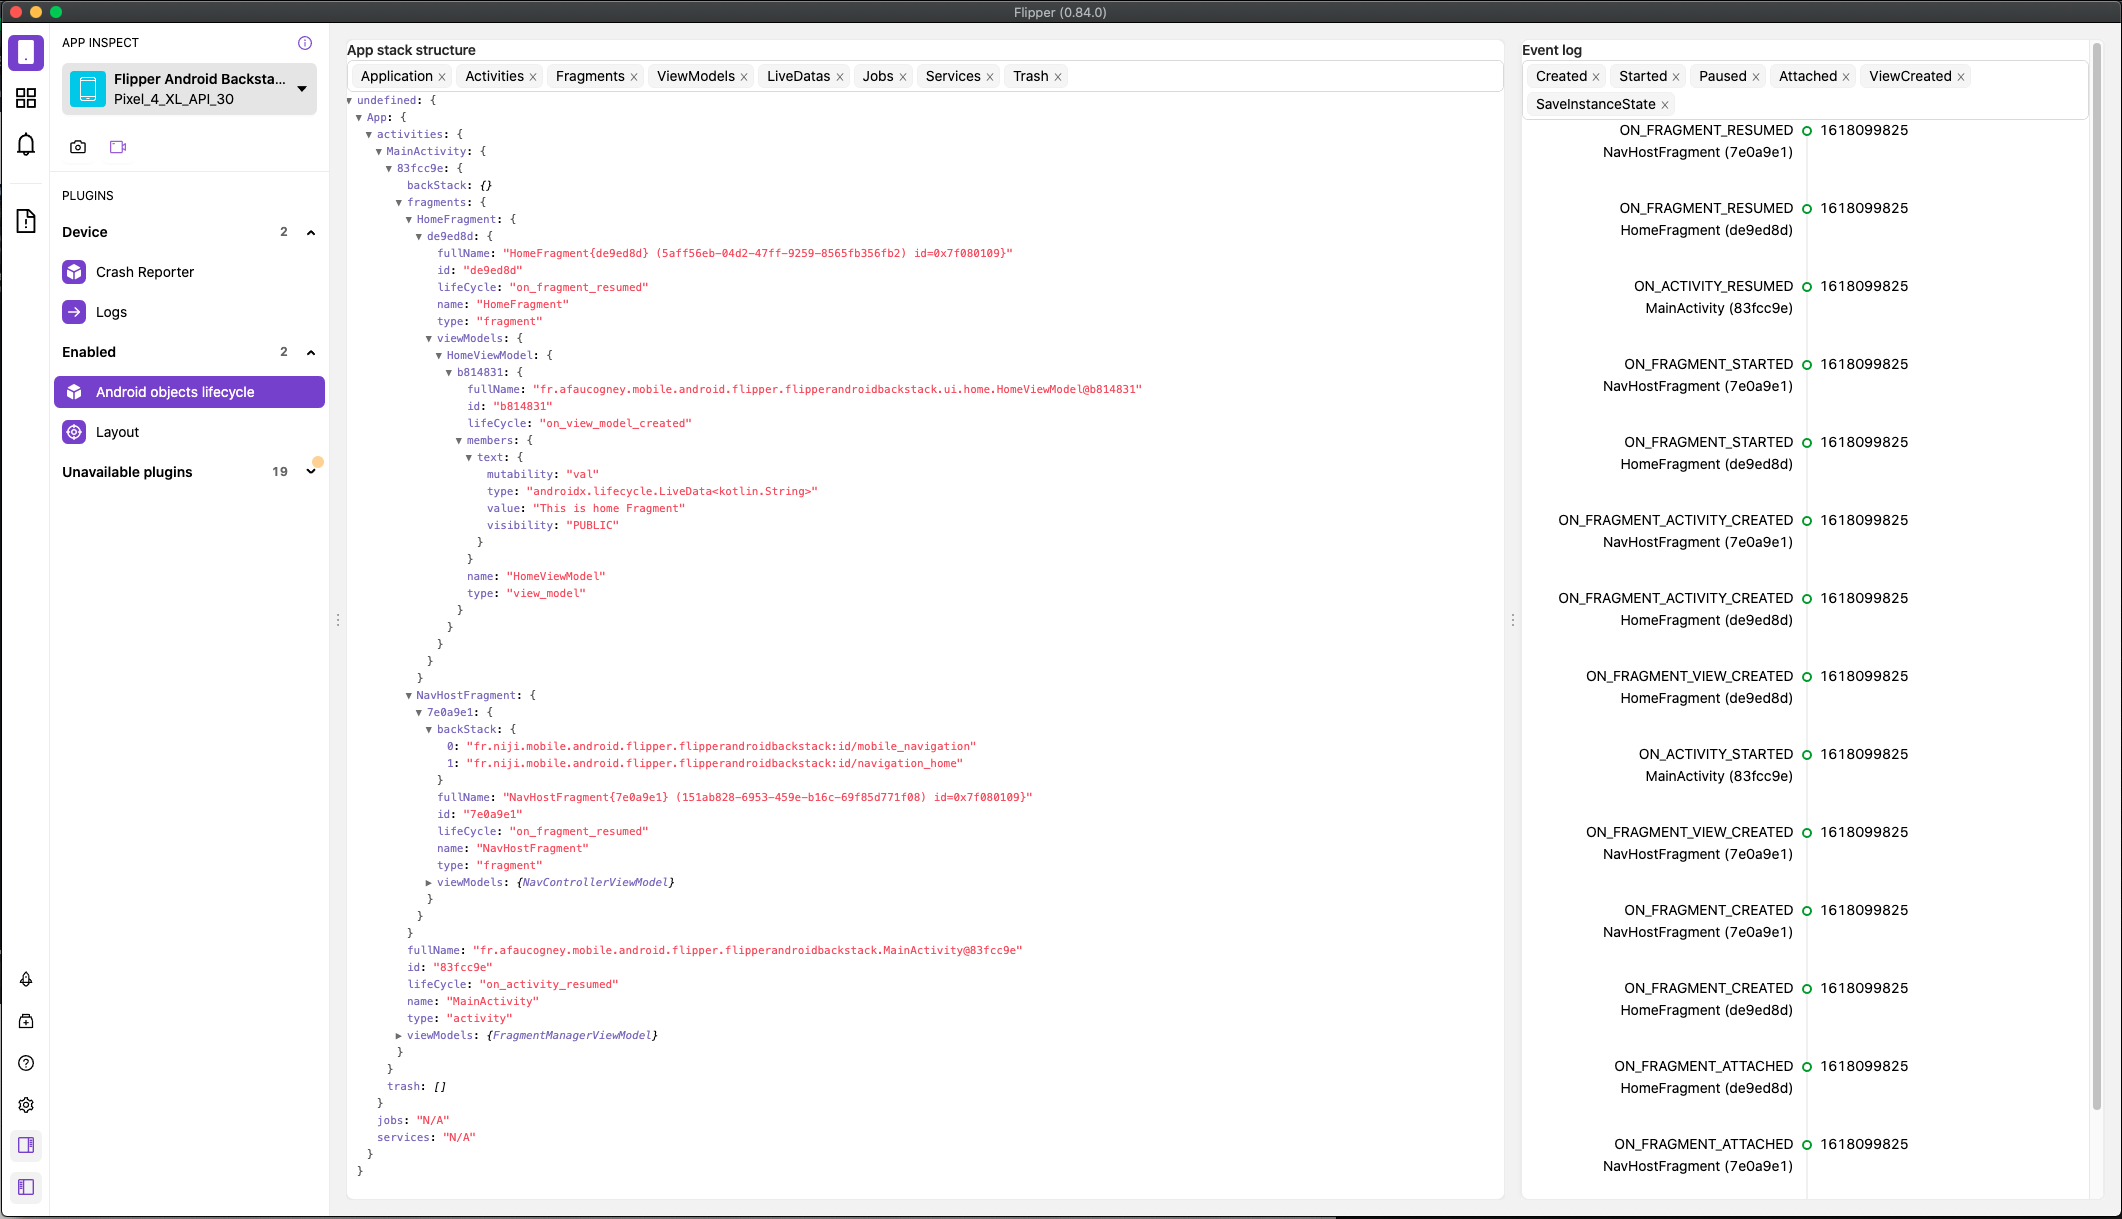 Flipper (0.84.0)
APP INSPECT
Flipper Android Backsta...
Pixel_4_XL_API_30
PLUGINS
Device 2
Crash Reporter
Logs
Enabled 2
Android objects lifecycle
Layout
Unavailable plugins 19
App stack structure
Application × Activities × Fragments × ViewModels × LiveDatas × Jobs × Services × Trash ×
undefined: {
App: {
activities: {
MainActivity: {
83fcc9e: {
backStack: {}
fragments: {
HomeFragment: {
de9ed8d: {
fullName: "HomeFragment{de9ed8d} (5aff56eb-04d2-47ff-9259-8565fb356fb2) id=0x7f080109}"
id: "de9ed8d"
lifeCycle: "on_fragment_resumed"
name: "HomeFragment"
type: "fragment"
viewModels: {
HomeViewModel: {
b814831: {
fullName: "fr.afaucogney.mobile.android.flipper.flipperandroidbackstack.ui.home.HomeViewModel@b814831"
id: "b814831"
lifeCycle: "on_view_model_created"
members: {
text: {
mutability: "val"
type: "androidx.lifecycle.LiveData<kotlin.String>"
value: "This is home Fragment"
visibility: "PUBLIC"
}
}
name: "HomeViewModel"
type: "view_model"
}
}
}
}
}
NavHostFragment: {
7e0a9e1: {
backStack: {
0: "fr.niji.mobile.android.flipper.flipperandroidbackstack:id/mobile_navigation"
1: "fr.niji.mobile.android.flipper.flipperandroidbackstack:id/navigation_home"
}
fullName: "NavHostFragment{7e0a9e1} (151ab828-6953-459e-b16c-69f85d771f08) id=0x7f080109}"
id: "7e0a9e1"
lifeCycle: "on_fragment_resumed"
name: "NavHostFragment"
type: "fragment"
viewModels: {NavControllerViewModel}
}
}
}
fullName: "fr.afaucogney.mobile.android.flipper.flipperandroidbackstack.MainActivity@83fcc9e"
id: "83fcc9e"
lifeCycle: "on_activity_resumed"
name: "MainActivity"
type: "activity"
viewModels: {FragmentManagerViewModel}
}
}
trash: []
}
jobs: "N/A"
services: "N/A"
}
}
Event log
Created × Started × Paused × Attached × ViewCreated ×
SaveInstanceState ×
ON_FRAGMENT_RESUMED 1618099825
NavHostFragment (7e0a9e1)
ON_FRAGMENT_RESUMED 1618099825
HomeFragment (de9ed8d)
ON_ACTIVITY_RESUMED 1618099825
MainActivity (83fcc9e)
ON_FRAGMENT_STARTED 1618099825
NavHostFragment (7e0a9e1)
ON_FRAGMENT_STARTED 1618099825
HomeFragment (de9ed8d)
ON_FRAGMENT_ACTIVITY_CREATED 1618099825
NavHostFragment (7e0a9e1)
ON_FRAGMENT_ACTIVITY_CREATED 1618099825
HomeFragment (de9ed8d)
ON_FRAGMENT_VIEW_CREATED 1618099825
HomeFragment (de9ed8d)
ON_ACTIVITY_STARTED 1618099825
MainActivity (83fcc9e)
ON_FRAGMENT_VIEW_CREATED 1618099825
NavHostFragment (7e0a9e1)
ON_FRAGMENT_CREATED 1618099825
NavHostFragment (7e0a9e1)
ON_FRAGMENT_CREATED 1618099825
HomeFragment (de9ed8d)
ON_FRAGMENT_ATTACHED 1618099825
HomeFragment (de9ed8d)
ON_FRAGMENT_ATTACHED 1618099825
NavHostFragment (7e0a9e1)